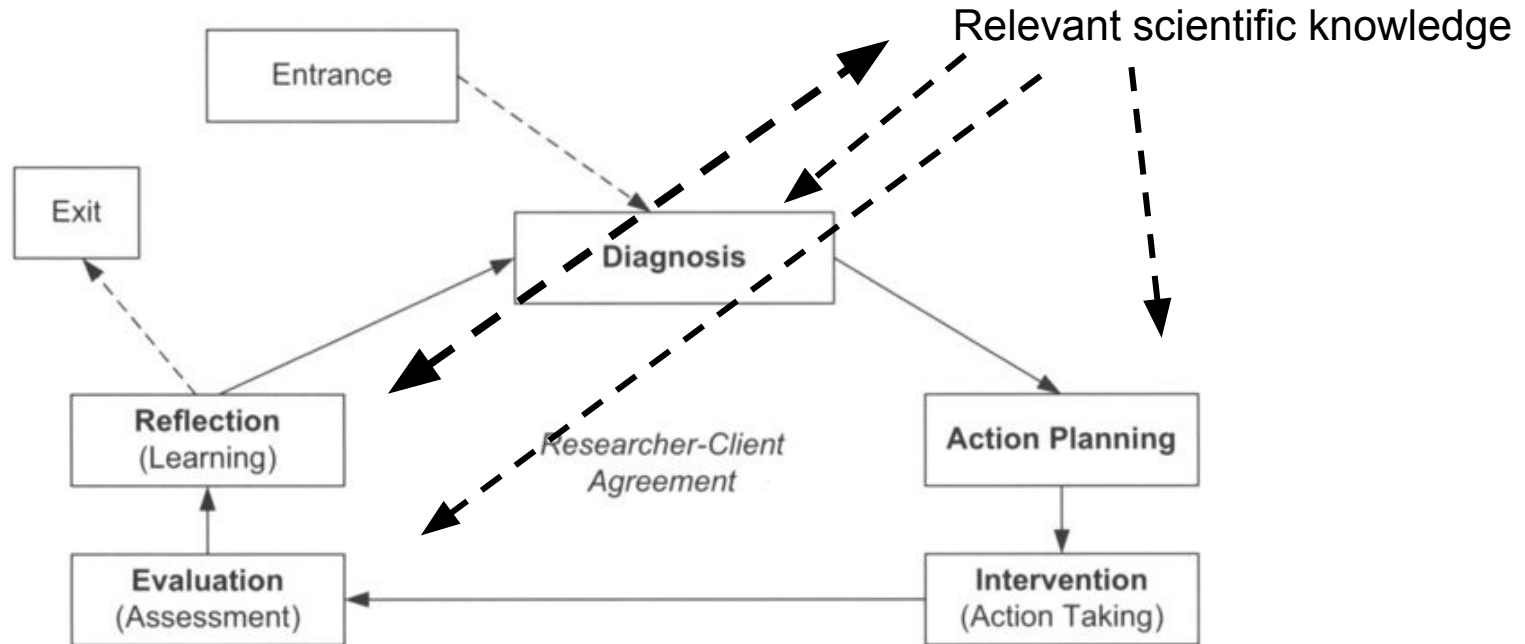 Relevant scientific knowledge
Entrance
Exit
Diagnosis
Reflection
(Learning)
Researcher-Client
Agreement
Action Planning
Evaluation
(Assessment)
Intervention
(Action Taking)